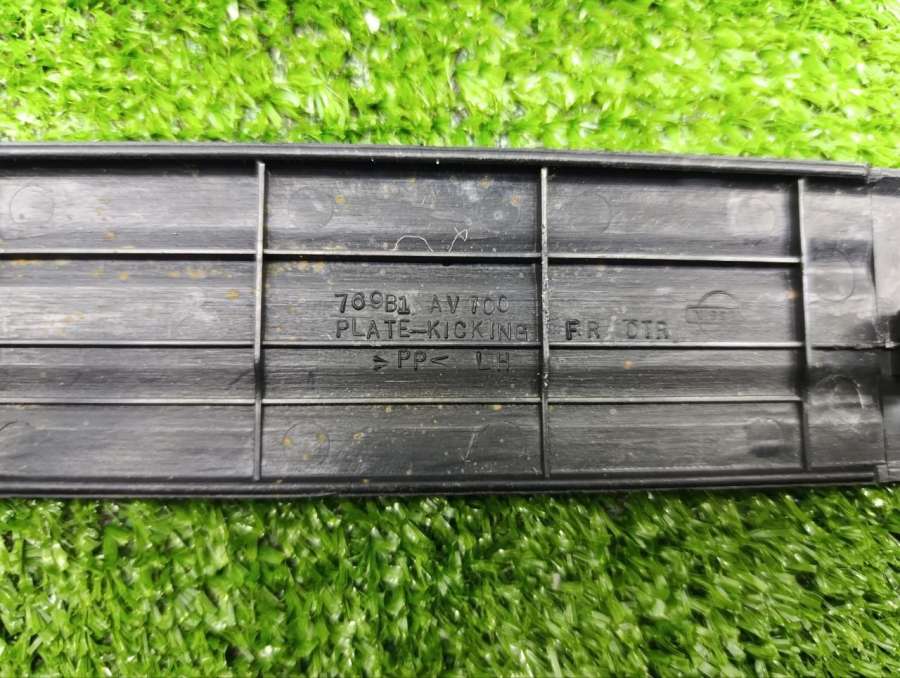 769B1 AV700
PLATE-KICKING FR CTR
>PP< LH